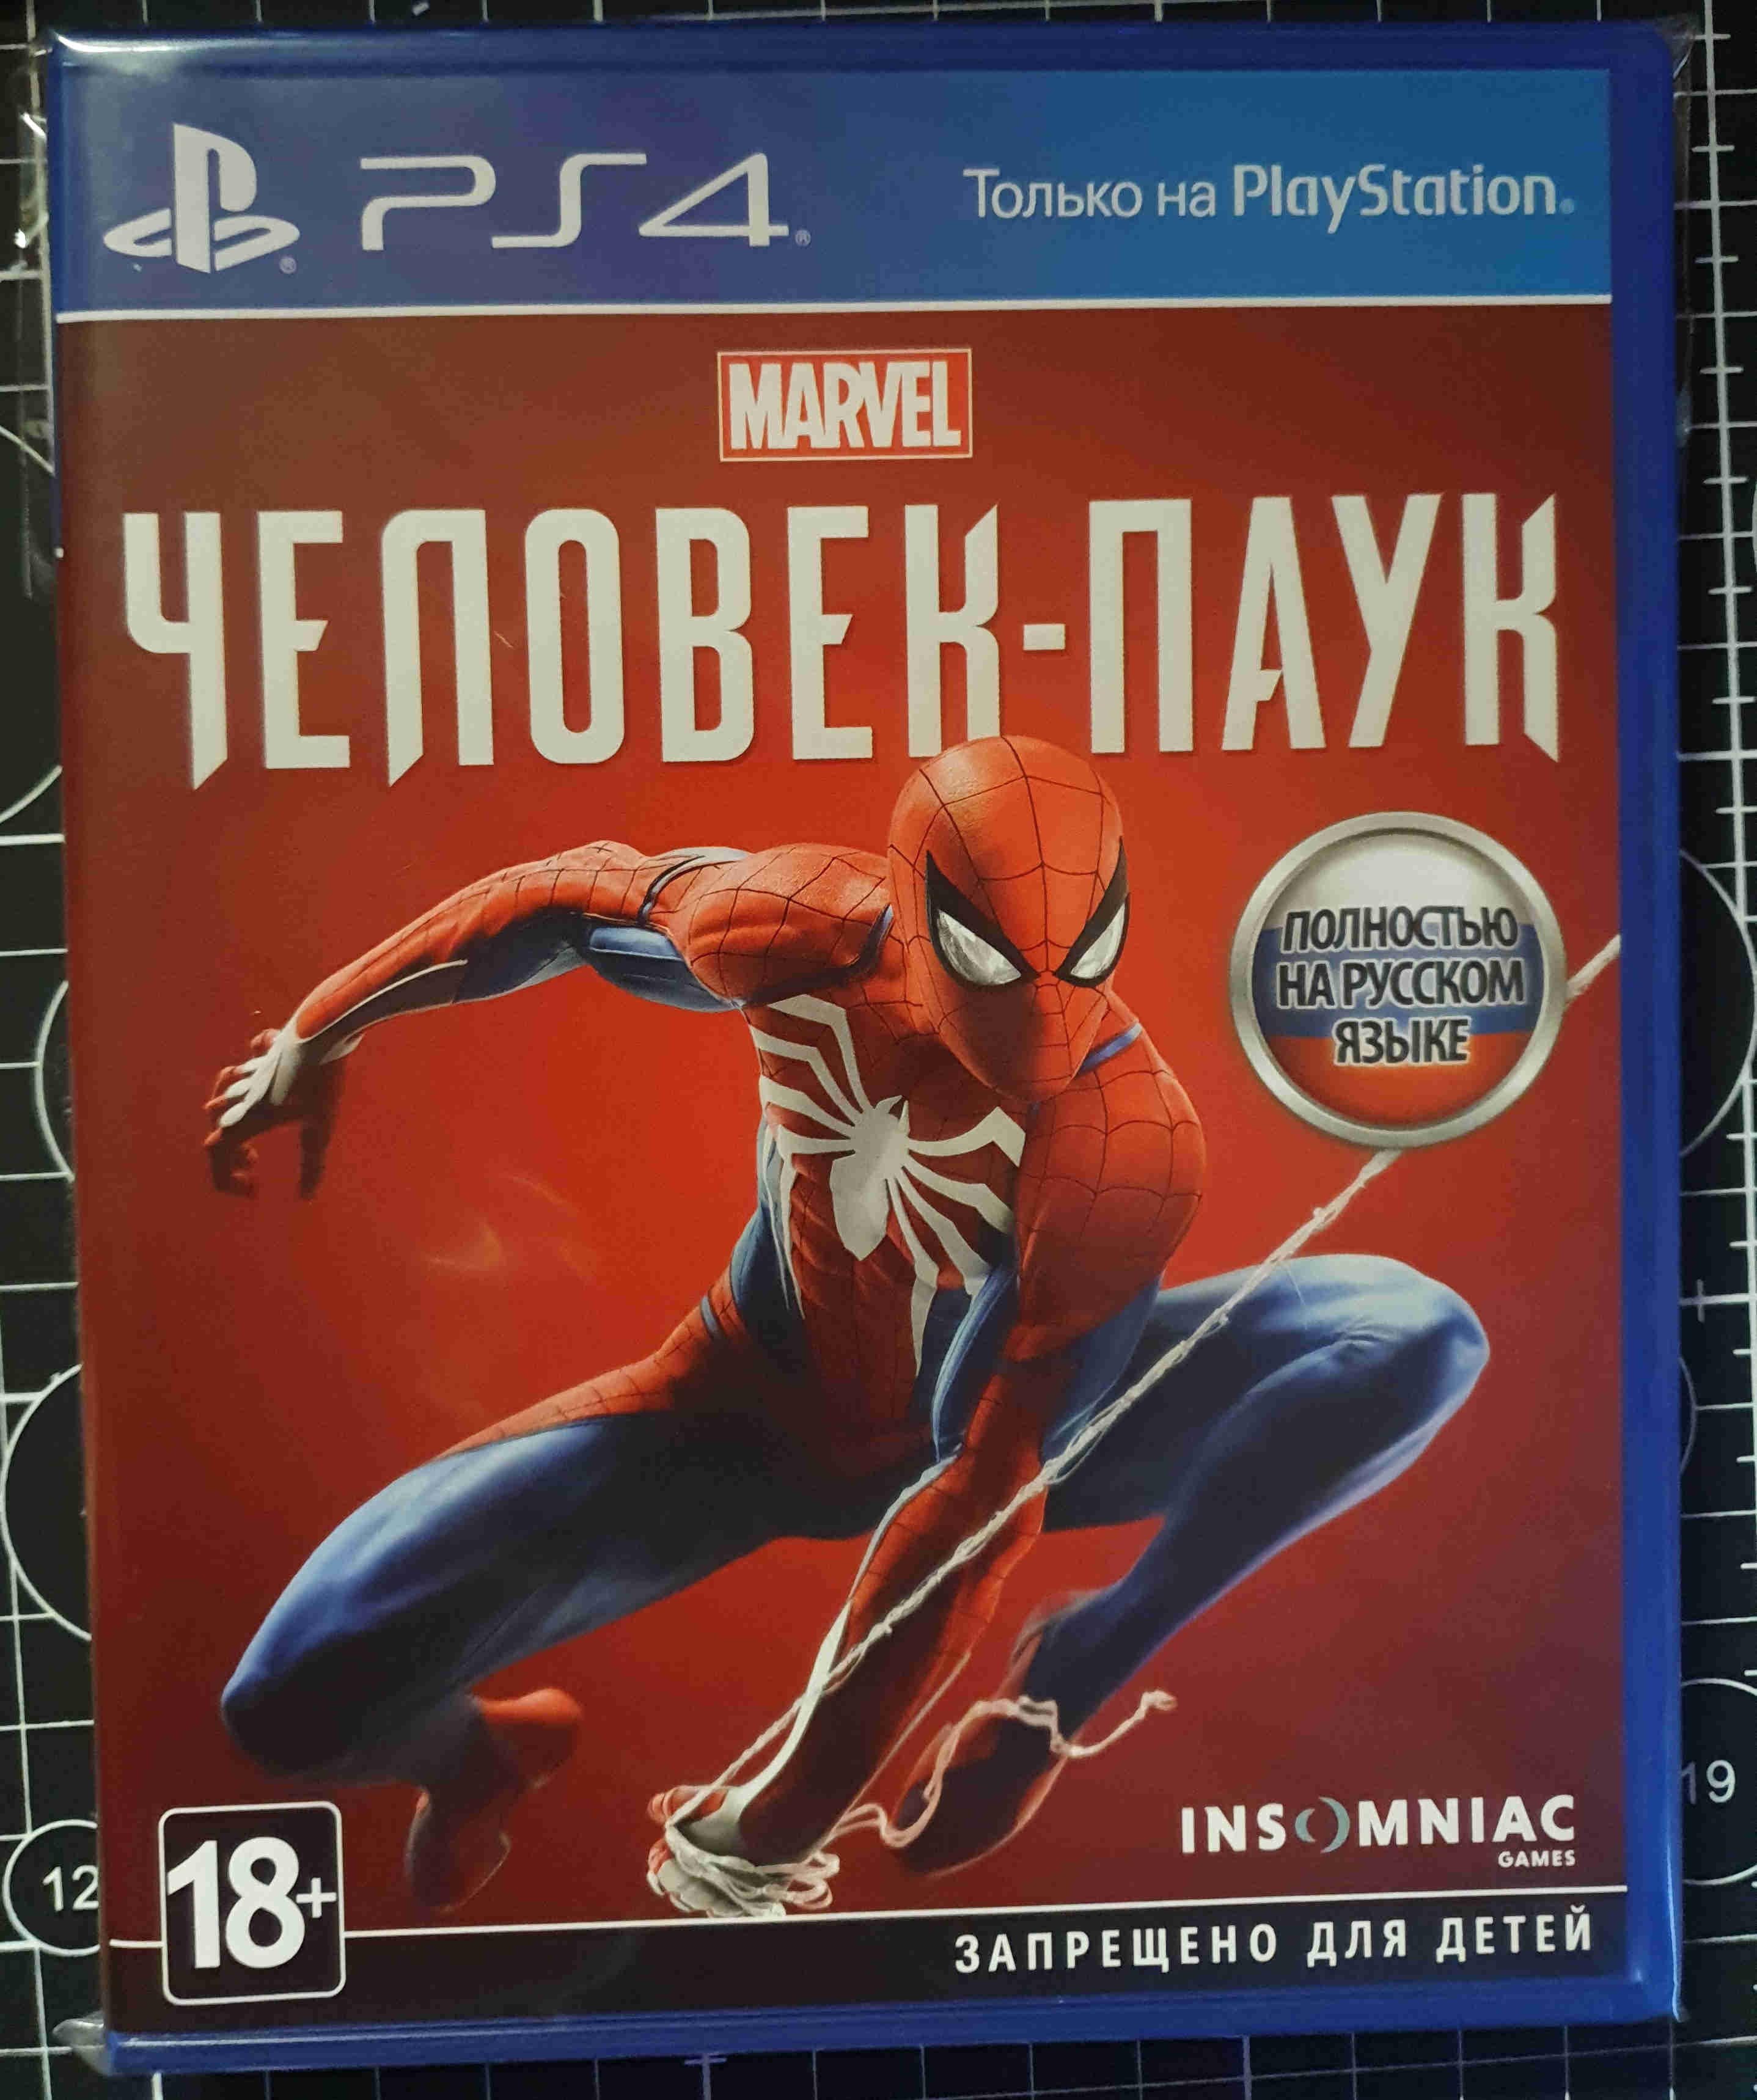 PS4®
Только на PlayStation®
MARVEL
ЧЕЛОВЕК-ПАУК
ПОЛНОСТЬЮ
НА РУССКОМ
ЯЗЫКЕ
INSOMNIAC
GAMES
18+
ЗАПРЕЩЕНО ДЛЯ ДЕТЕЙ
12
19